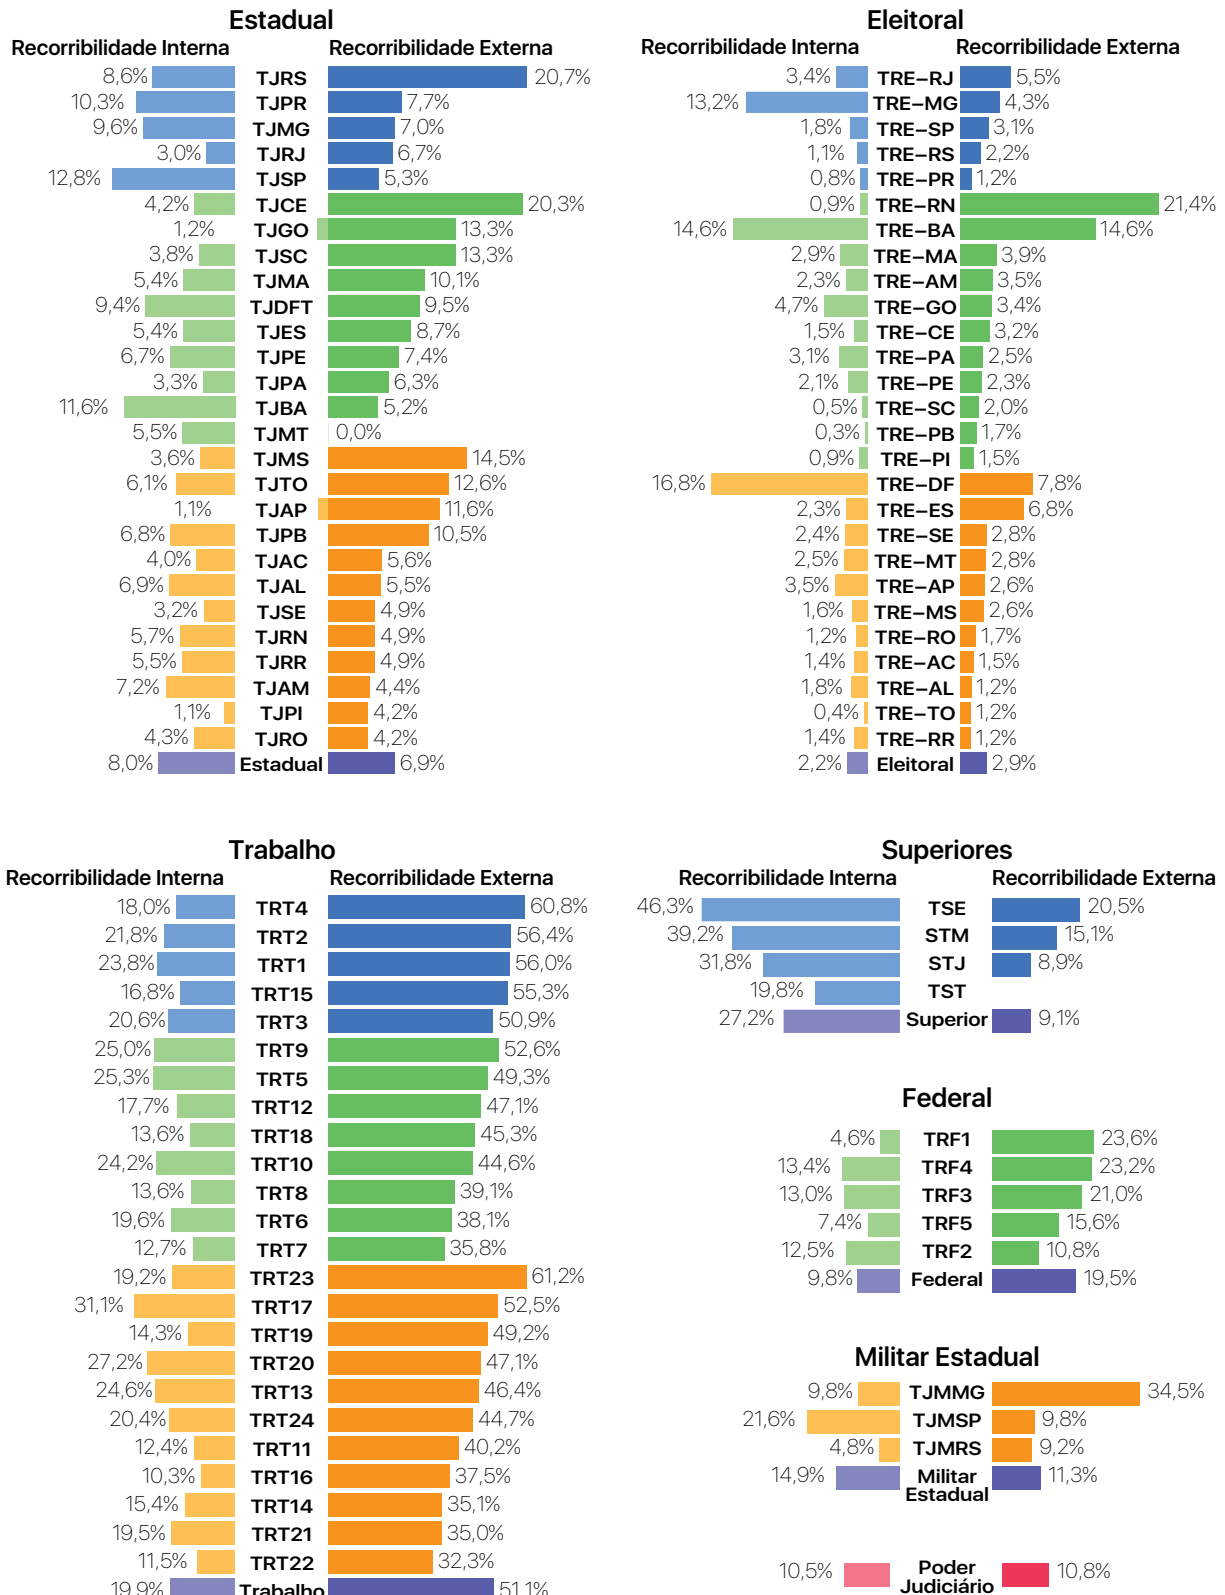 Estadual
Recorribilidade Interna Recorribilidade Externa
8,6% TJRS 20,7%
10,3% TJPR 7,7%
9,6% TJMG 7,0%
3,0% TJRJ 6,7%
12,8% TJSP 5,3%
4,2% TJCE 20,3%
1,2% TJGO 13,3%
3,8% TJSC 13,3%
5,4% TJMA 10,1%
9,4% TJDFT 9,5%
5,4% TJES 8,7%
6,7% TJPE 7,4%
3,3% TJPA 6,3%
11,6% TJBA 5,2%
5,5% TJMT 0,0%
3,6% TJMS 14,5%
6,1% TJTO 12,6%
1,1% TJAP 11,6%
6,8% TJPB 10,5%
4,0% TJAC 5,6%
6,9% TJAL 5,5%
3,2% TJSE 4,9%
5,7% TJRN 4,9%
5,5% TJRR 4,9%
7,2% TJAM 4,4%
1,1% TJPI 4,2%
4,3% TJRO 4,2%
8,0% Estadual 6,9%
Eleitoral
Recorribilidade Interna Recorribilidade Externa
3,4% TRE–RJ 5,5%
13,2% TRE–MG 4,3%
1,8% TRE–SP 3,1%
1,1% TRE–RS 2,2%
0,8% TRE–PR 1,2%
0,9% TRE–RN 21,4%
14,6% TRE–BA 14,6%
2,9% TRE–MA 3,9%
2,3% TRE–AM 3,5%
4,7% TRE–GO 3,4%
1,5% TRE–CE 3,2%
3,1% TRE–PA 2,5%
2,1% TRE–PE 2,3%
0,5% TRE–SC 2,0%
0,3% TRE–PB 1,7%
0,9% TRE–PI 1,5%
16,8% TRE–DF 7,8%
2,3% TRE–ES 6,8%
2,4% TRE–SE 2,8%
2,5% TRE–MT 2,8%
3,5% TRE–AP 2,6%
1,6% TRE–MS 2,6%
1,2% TRE–RO 1,7%
1,4% TRE–AC 1,5%
1,8% TRE–AL 1,2%
0,4% TRE–TO 1,2%
1,4% TRE–RR 1,2%
2,2% Eleitoral 2,9%
Trabalho
Recorribilidade Interna Recorribilidade Externa
18,0% TRT4 60,8%
21,8% TRT2 56,4%
23,8% TRT1 56,0%
16,8% TRT15 55,3%
20,6% TRT3 50,9%
25,0% TRT9 52,6%
25,3% TRT5 49,3%
17,7% TRT12 47,1%
13,6% TRT18 45,3%
24,2% TRT10 44,6%
13,6% TRT8 39,1%
19,6% TRT6 38,1%
12,7% TRT7 35,8%
19,2% TRT23 61,2%
31,1% TRT17 52,5%
14,3% TRT19 49,2%
27,2% TRT20 47,1%
24,6% TRT13 46,4%
20,4% TRT24 44,7%
12,4% TRT11 40,2%
10,3% TRT16 37,5%
15,4% TRT14 35,1%
19,5% TRT21 35,0%
11,5% TRT22 32,3%
19,9% Trabalho 51,1%
Superiores
Recorribilidade Interna Recorribilidade Externa
46,3% TSE 20,5%
39,2% STM 15,1%
31,8% STJ 8,9%
19,8% TST
27,2% Superior 9,1%
Federal
4,6% TRF1 23,6%
13,4% TRF4 23,2%
13,0% TRF3 21,0%
7,4% TRF5 15,6%
12,5% TRF2 10,8%
9,8% Federal 19,5%
Militar Estadual
9,8% TJMMG 34,5%
21,6% TJMSP 9,8%
4,8% TJMRS 9,2%
14,9% Militar 11,3%
Estadual
10,5% Poder 10,8%
Judiciário